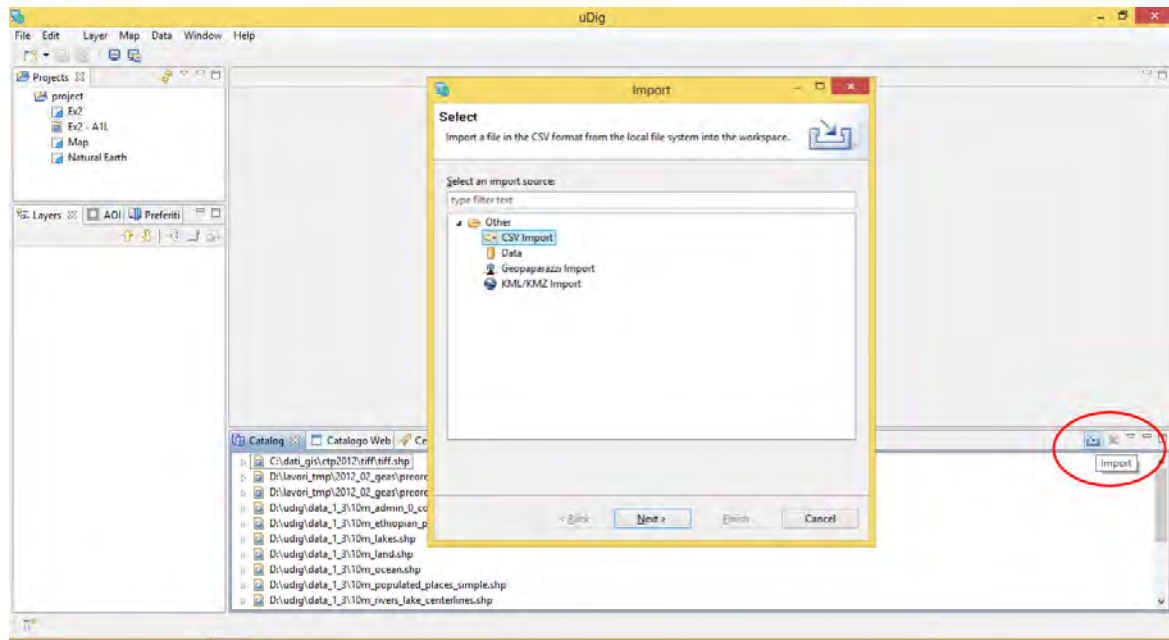 uDig
File Edit Layer Map Data Window Help
Projects
project
Ex2
Ex2 - A1L
Map
Natural Earth
Layers AOI Preferiti
Import
Select
Import a file in the CSV format from the local file system into the workspace.
Select an import source:
type filter text
Other
CSV Import
Data
Geopaparazzi Import
KML/KMZ Import
< Back Next > Finish Cancel
Catalog Catalogo Web Ce
Import
C:\dati_gis\ctp2012\tiff\tiff.shp
D:\lavori_tmp\2012_02_geas\preorc
D:\lavori_tmp\2012_02_geas\preorc
D:\udig\data_1_3\10m_admin_0_co
D:\udig\data_1_3\10m_ethiopian_p
D:\udig\data_1_3\10m_lakes.shp
D:\udig\data_1_3\10m_land.shp
D:\udig\data_1_3\10m_ocean.shp
D:\udig\data_1_3\10m_populated_places_simple.shp
D:\udig\data_1_3\10m_rivers_lake_centerlines.shp